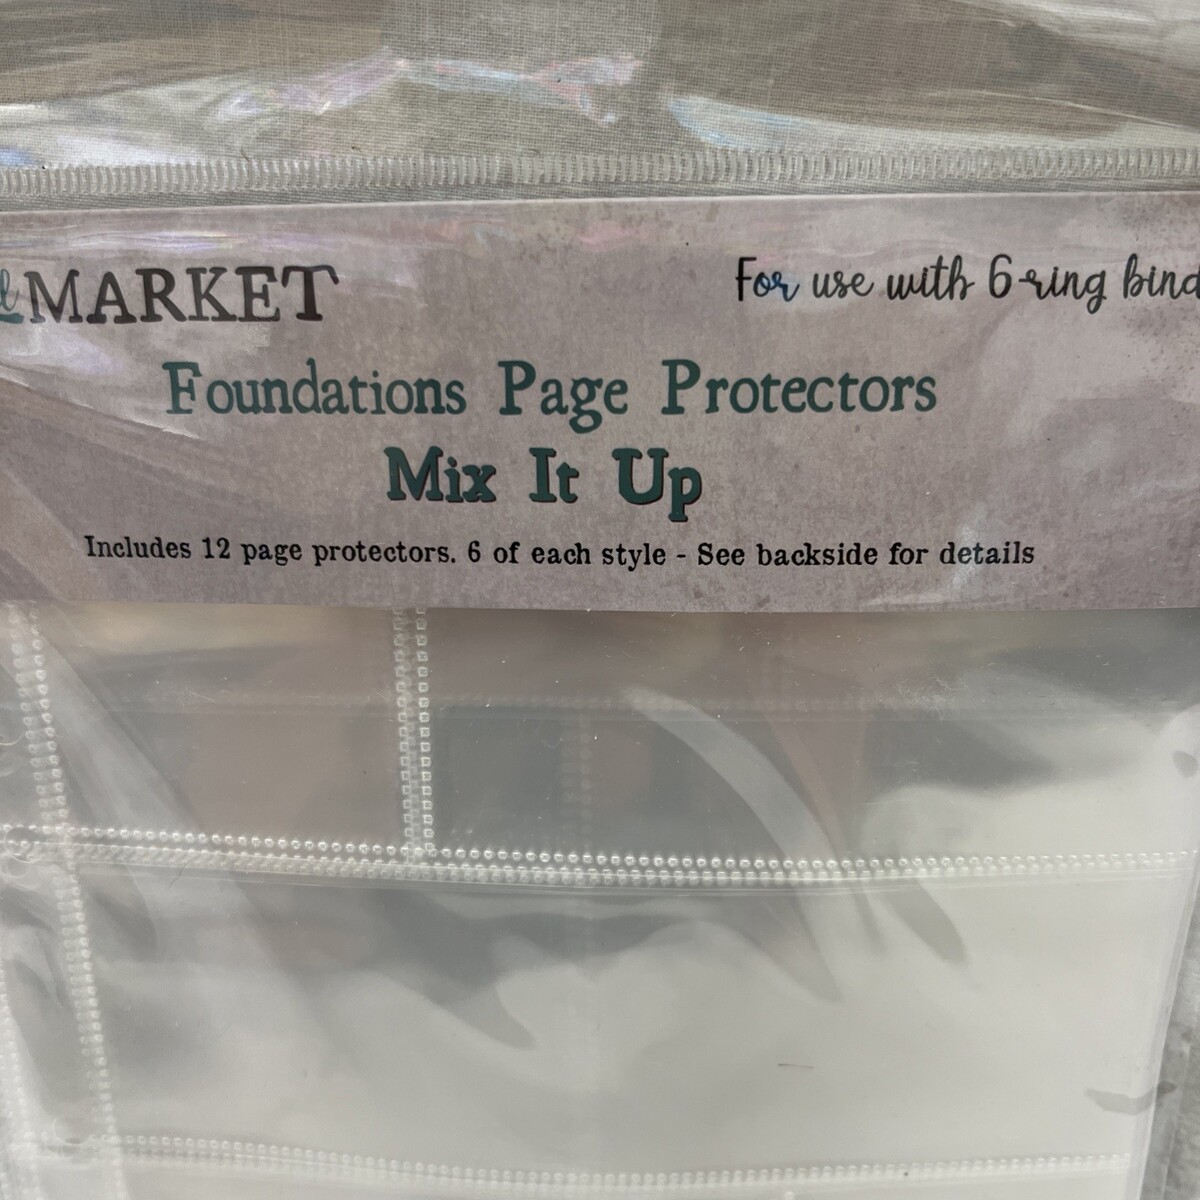 MARKET
For use with 6-ring bind
Foundations Page Protectors
Mix It Up
Includes 12 page protectors. 6 of each style - See backside for details